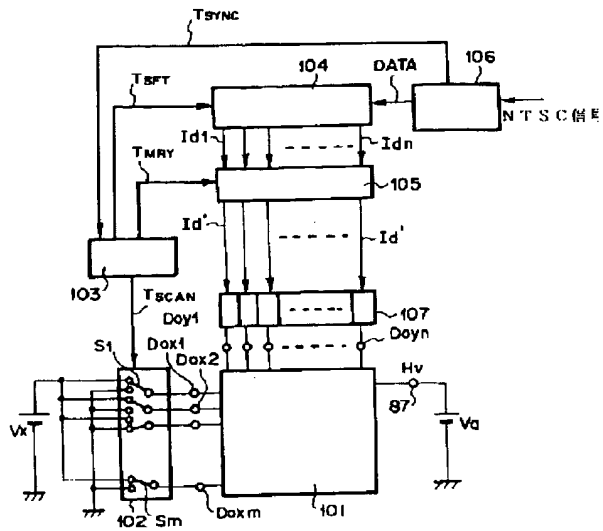 TSYNC
104
DATA
106
TSFT
NTSC信号
Id1
Idn
TMRY
105
Id'
Id'
103
107
TSCAN
Doy1
Doyn
S1
Dox1
Dox2
Hv
87
Vx
Va
102
Sm
Doxm
101